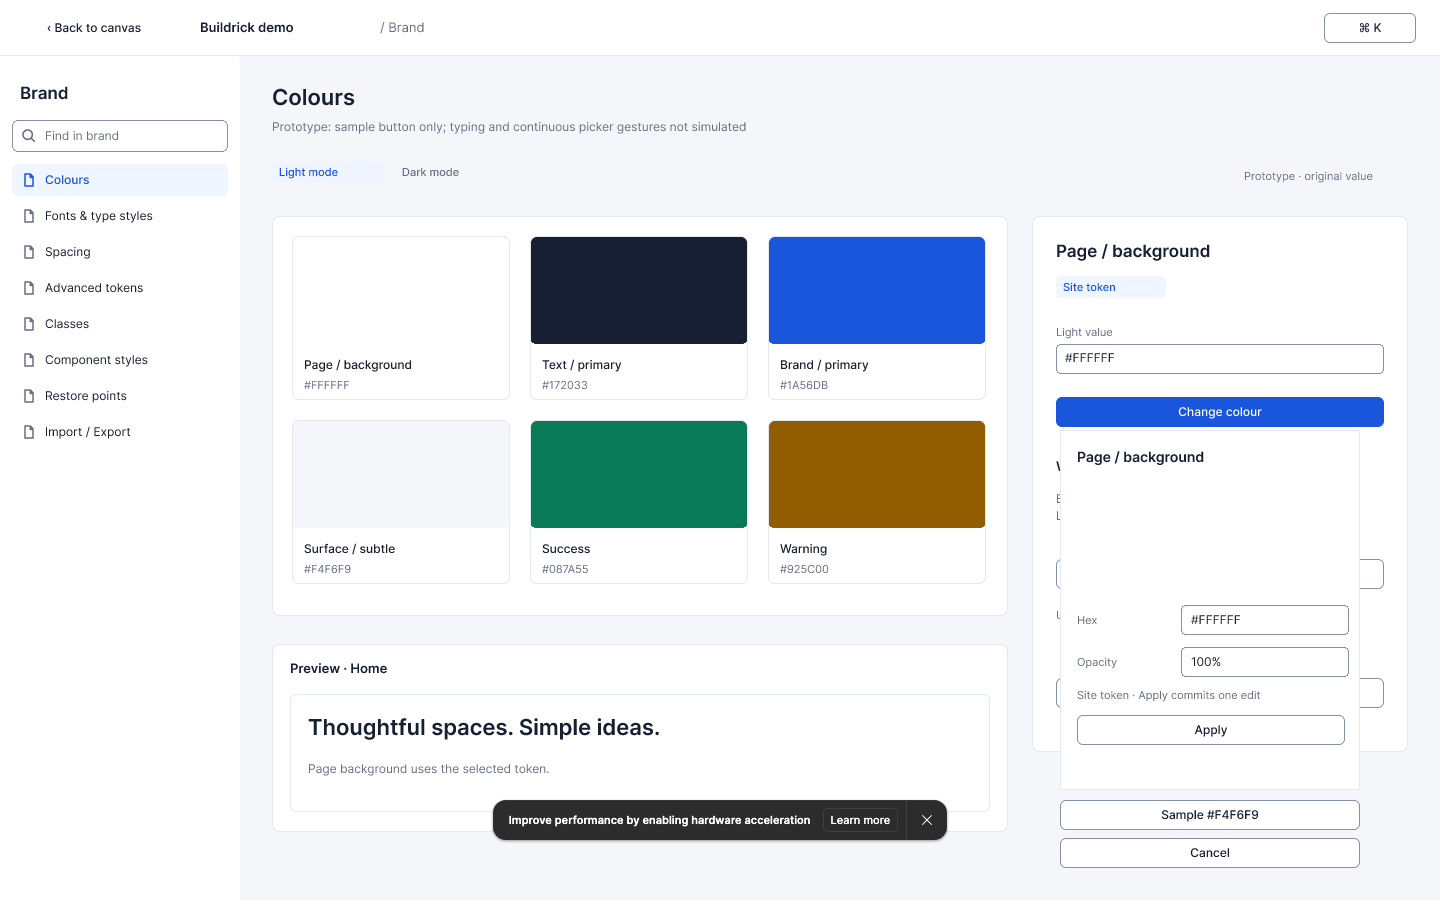 ‹ Back to canvas
Buildrick demo
/ Brand
⌘ K
Brand
Find in brand
Colours
Fonts & type styles
Spacing
Advanced tokens
Classes
Component styles
Restore points
Import / Export
Colours
Prototype: sample button only; typing and continuous picker gestures not simulated
Light mode
Dark mode
Prototype · original value
Page / background
#FFFFFF
Text / primary
#172033
Brand / primary
#1A56DB
Surface / subtle
#F4F6F9
Success
#087A55
Warning
#925C00
Preview · Home
Thoughtful spaces. Simple ideas.
Page background uses the selected token.
Page / background
Site token
Light value
#FFFFFF
Change colour
Page / background
Hex
#FFFFFF
Opacity
100%
Site token · Apply commits one edit
Apply
Sample #F4F6F9
Cancel
Improve performance by enabling hardware acceleration
Learn more